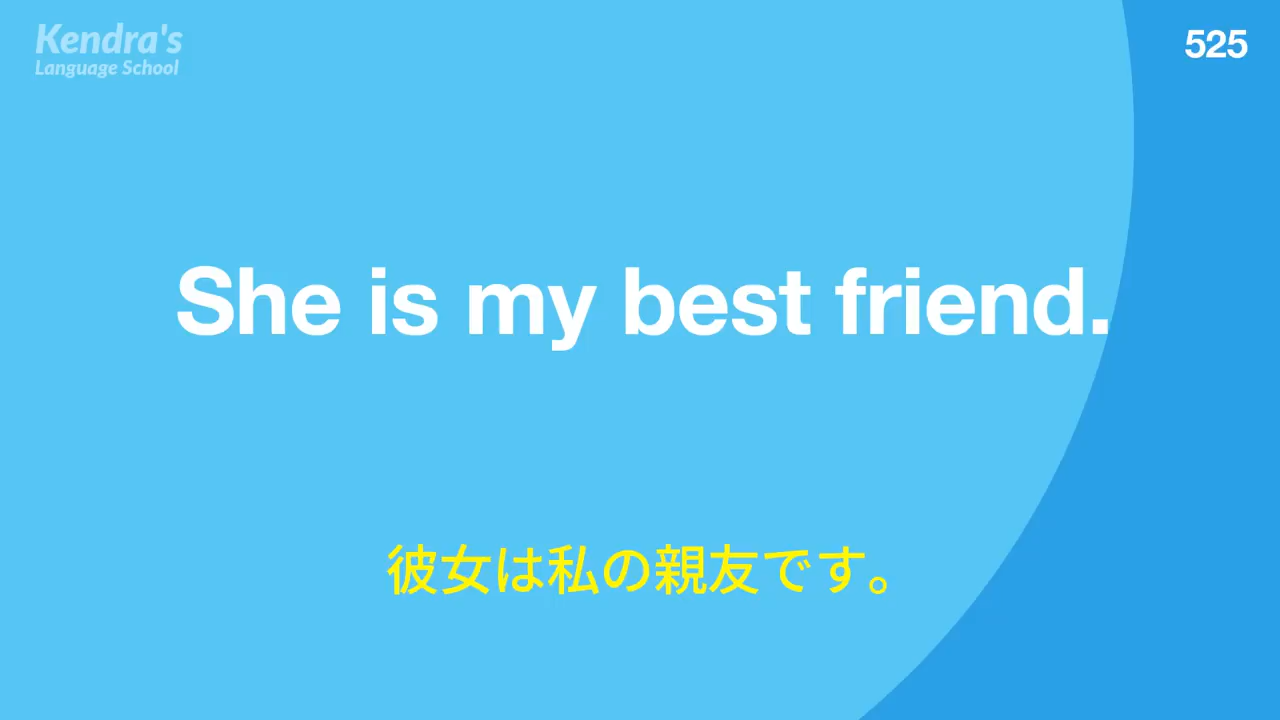 Kendra's
Language School
525
She is my best friend.
彼女は私の親友です。